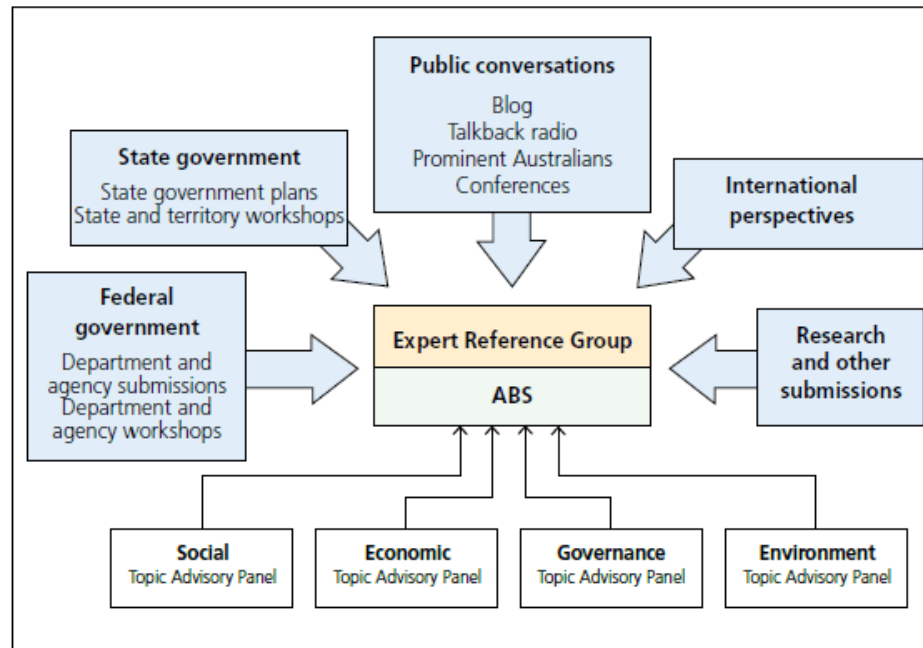 Public conversations
Blog
Talkback radio
Prominent Australians
Conferences
State government
State government plans
State and territory workshops
International
perspectives
Federal
government
Department and
agency submissions
Department and
agency workshops
Expert Reference Group
ABS
Research
and other
submissions
Social
Topic Advisory Panel
Economic
Topic Advisory Panel
Governance
Topic Advisory Panel
Environment
Topic Advisory Panel